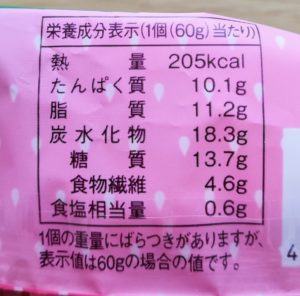 栄養成分表示(1個(60g)当たり)
熱量 205kcal
たんぱく質 10.1g
脂質 11.2g
炭水化物 18.3g
糖質 13.7g
食物繊維 4.6g
食塩相当量 0.6g
1個の重量にばらつきがありますが、
表示値は60gの場合の値です。
4